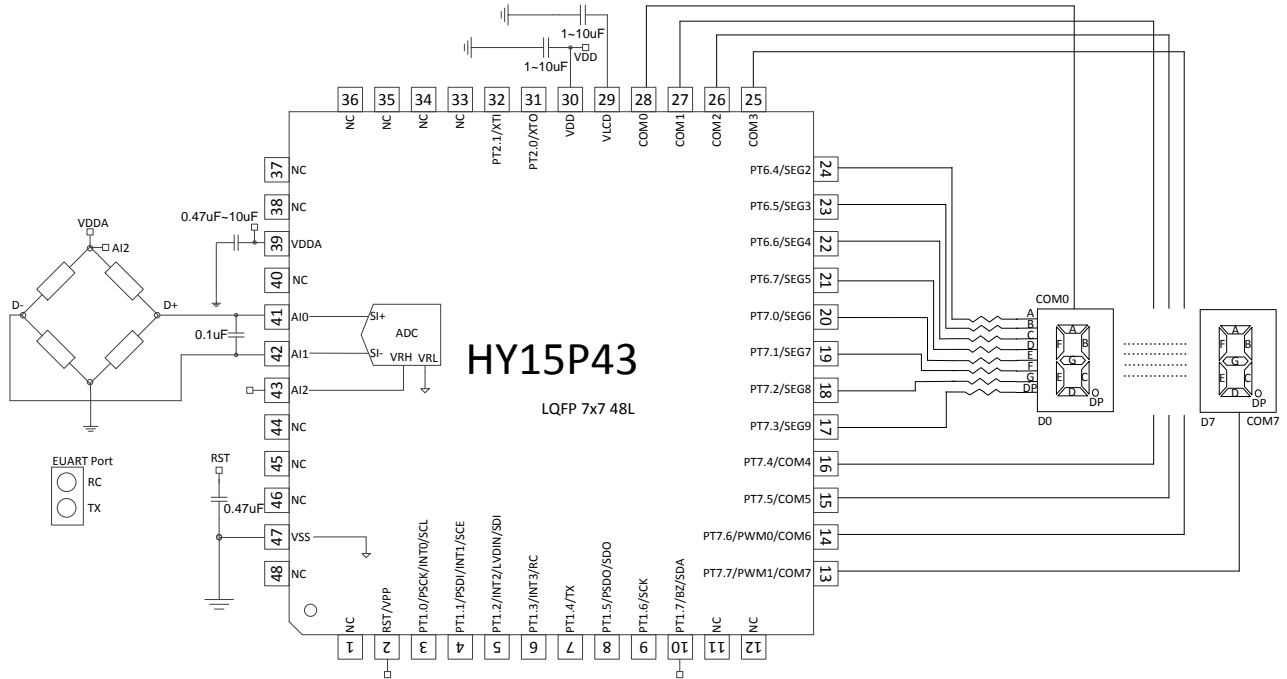 1~10uF
VDD
1~10uF
36
35
34
33
32
31
30
29
28
27
26
25
NC
NC
NC
NC
PT2.1/XTI
PT2.0/XTO
VDD
VLCD
COM0
COM1
COM2
COM3
37 NC
38 NC
0.47uF~10uF
39 VDDA
40 NC
VDDA
AI2
D-
D+
0.1uF
41 AI0
42 AI1
43 AI2
44 NC
45 NC
46 NC
47 VSS
48 NC
SI+
ADC
SI-
VRH
VRL
EUART Port
RC
TX
RST
0.47uF
HY15P43
LQFP 7x7 48L
PT6.4/SEG2 24
PT6.5/SEG3 23
PT6.6/SEG4 22
PT6.7/SEG5 21
PT7.0/SEG6 20
PT7.1/SEG7 19
PT7.2/SEG8 18
PT7.3/SEG9 17
PT7.4/COM4 16
PT7.5/COM5 15
PT7.6/PWM0/COM6 14
PT7.7/PWM1/COM7 13
COM0
A
B
C
D
E
F
G
DP
A
F B
G
E C
D
DP
D0
A
F B
G
E C
D
DP
D7
COM7
NC
RST/VPP
PT1.0/PSCK/INT0/SCL
PT1.1/PSDI/INT1/SCE
PT1.2/INT2/LVDIN/SDI
PT1.3/INT3/RC
PT1.4/TX
PT1.5/PSDO/SDO
PT1.6/SCK
PT1.7/BZ/SDA
NC
NC
1
2
3
4
5
6
7
8
9
10
11
12